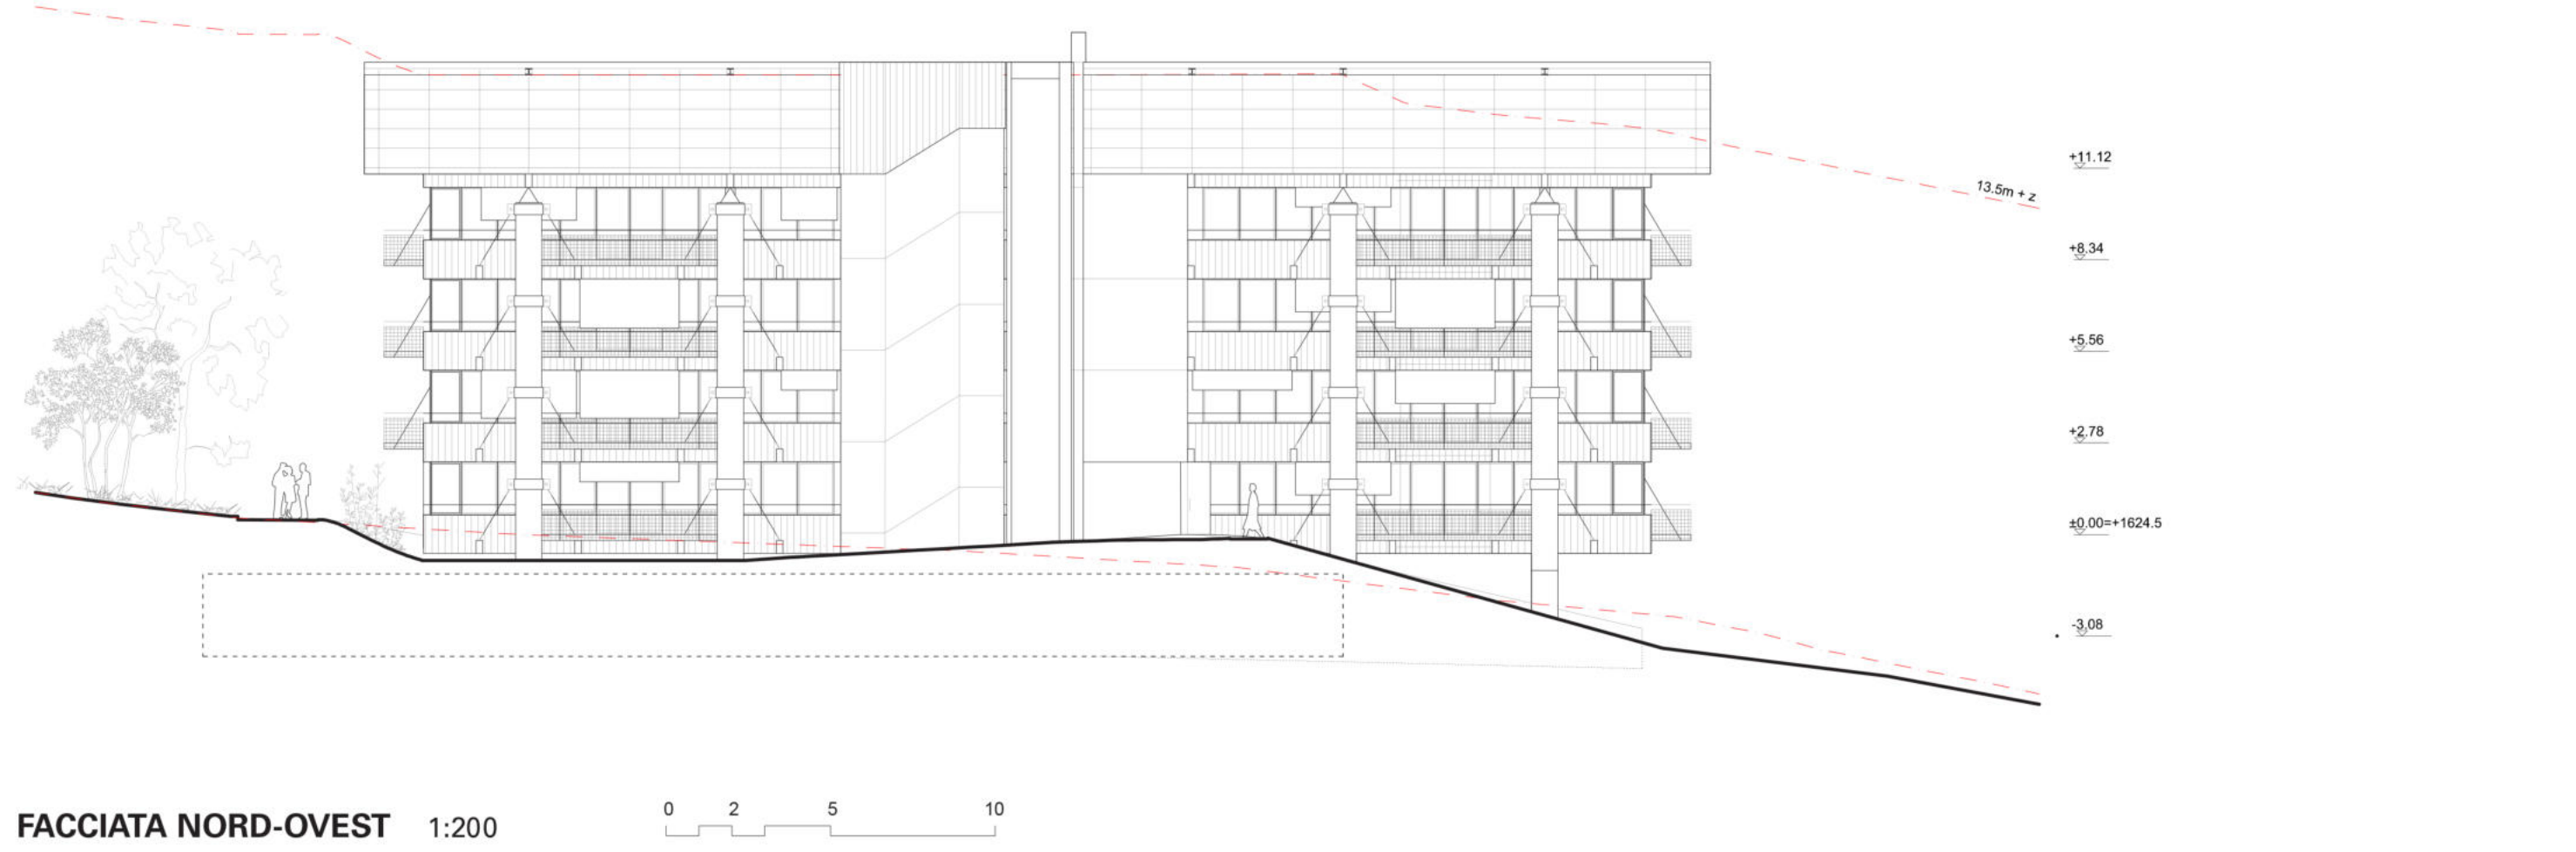 13.5m + z
+11.12
+8.34
+5.56
+2.78
±0.00=+1624.5
-3.08
FACCIATA NORD-OVEST 1:200
0 2 5 10